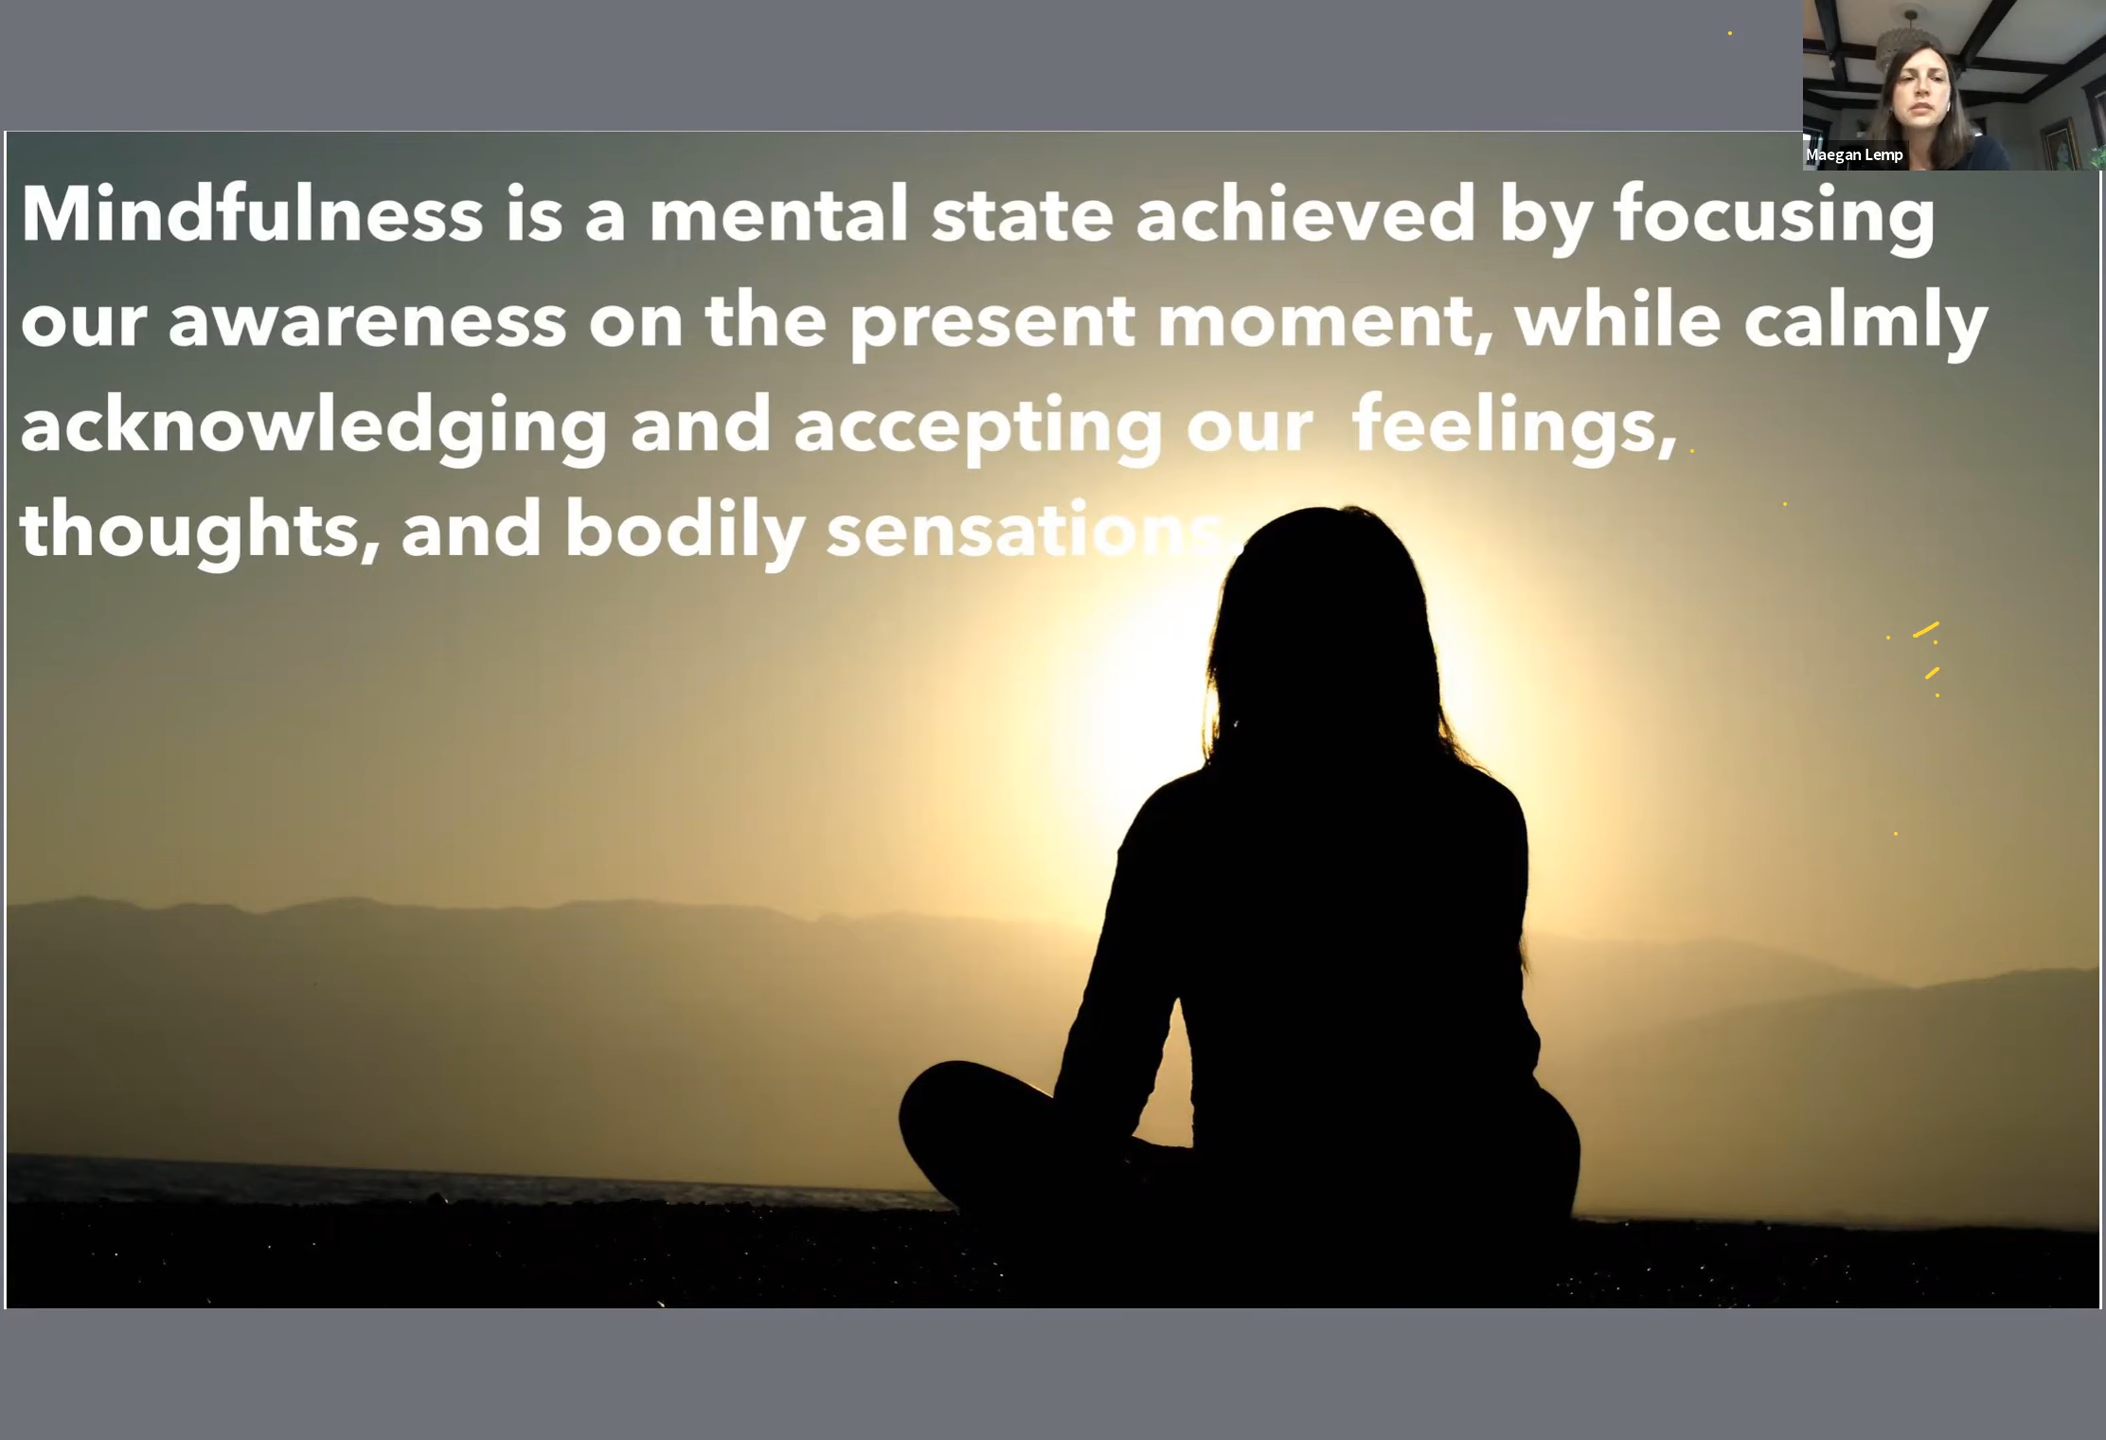 Maegan Lemp
Mindfulness is a mental state achieved by focusing
our awareness on the present moment, while calmly
acknowledging and accepting our  feelings,
thoughts, and bodily sensations.